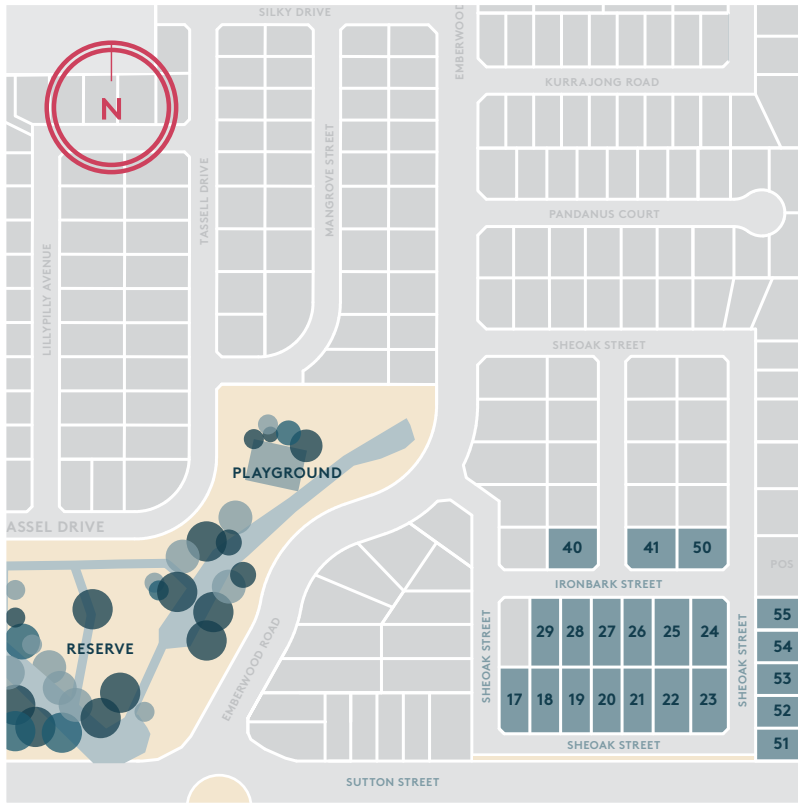 SILKY DRIVE
EMBERWOOD
KURRAJONG ROAD
N
TASSELL DRIVE
MANGROVE STREET
PANDANUS COURT
LILLYPILLY AVENUE
SHEOAK STREET
PLAYGROUND
ASSEL DRIVE
40
41
50
POS
IRONBARK STREET
RESERVE
EMBERWOOD ROAD
SHEOAK STREET
29 28 27 26 25 24
SHEOAK STREET
17 18 19 20 21 22 23
55
54
53
52
51
SHEOAK STREET
SUTTON STREET